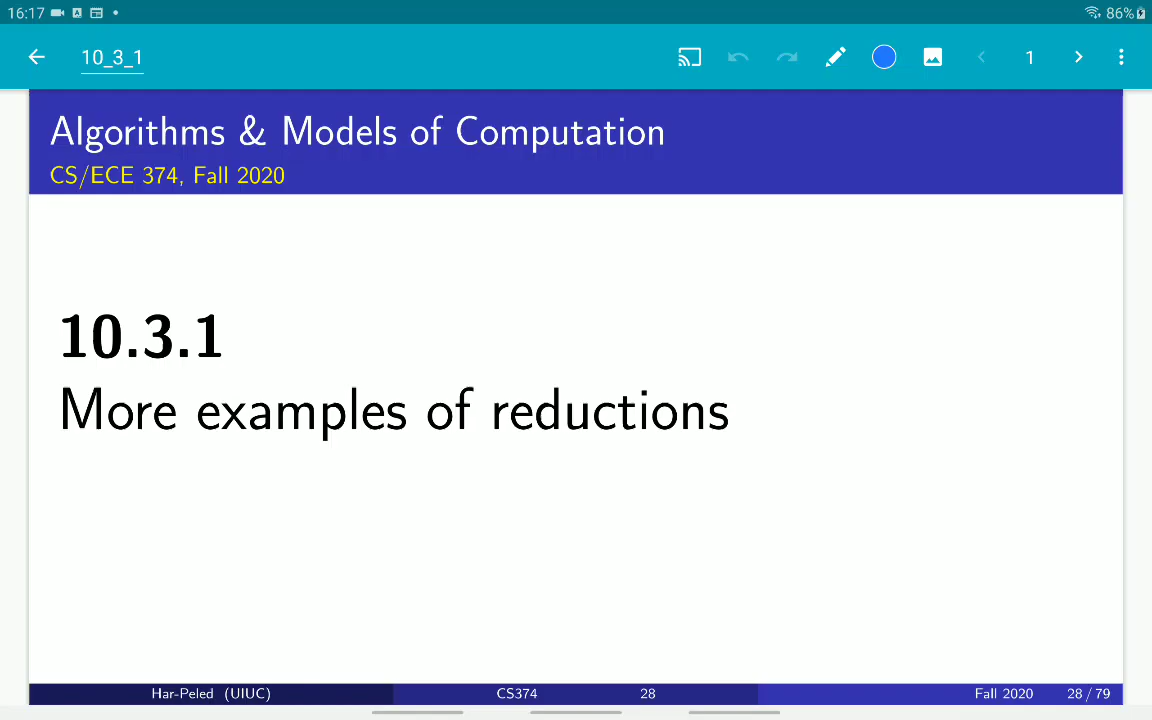 16:17 86%
10_3_1 1
Algorithms & Models of Computation
CS/ECE 374, Fall 2020
10.3.1
More examples of reductions
Har-Peled (UIUC) CS374 28 Fall 2020 28 / 79